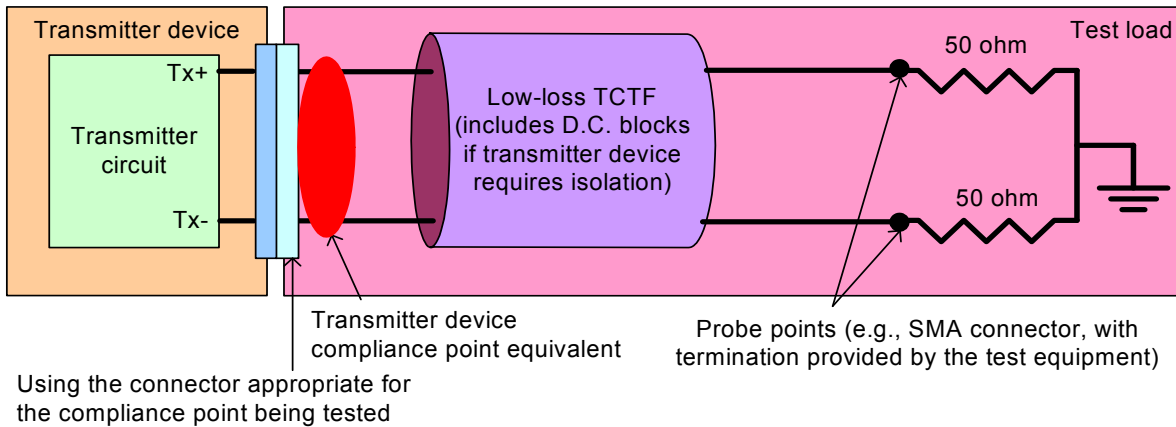 Transmitter device
Test load
Tx+
50 ohm
Transmitter
circuit
Low-loss TCTF
(includes D.C. blocks
if transmitter device
requires isolation)
Tx-
50 ohm
Transmitter device
compliance point equivalent
Probe points (e.g., SMA connector, with
termination provided by the test equipment)
Using the connector appropriate for
the compliance point being tested